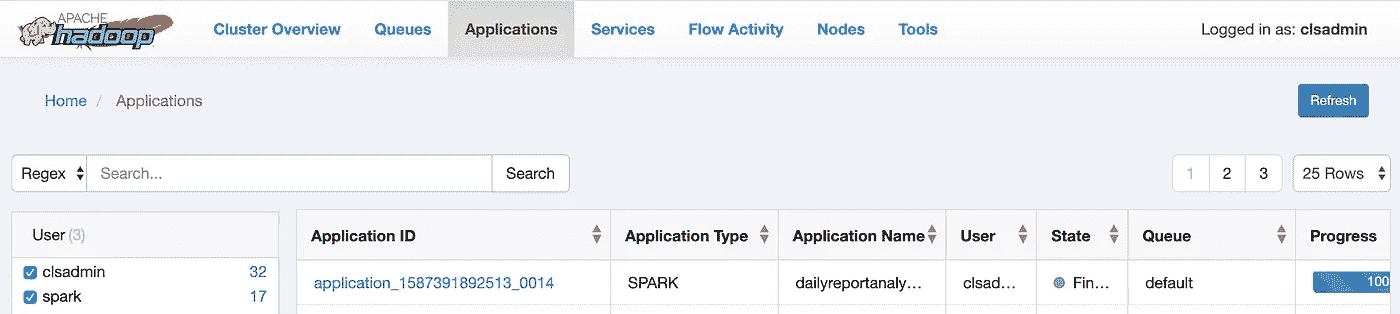 APACHE
hadoop
Cluster Overview Queues Applications Services Flow Activity Nodes Tools Logged in as: clsadmin
Home / Applications Refresh
Regex Search... Search 1 2 3 25 Rows
User (3) Application ID Application Type Application Name User State Queue Progress
clsadmin 32 application_1587391892513_0014 SPARK dailyreportanaly… clsad… Fin… default 100
spark 17